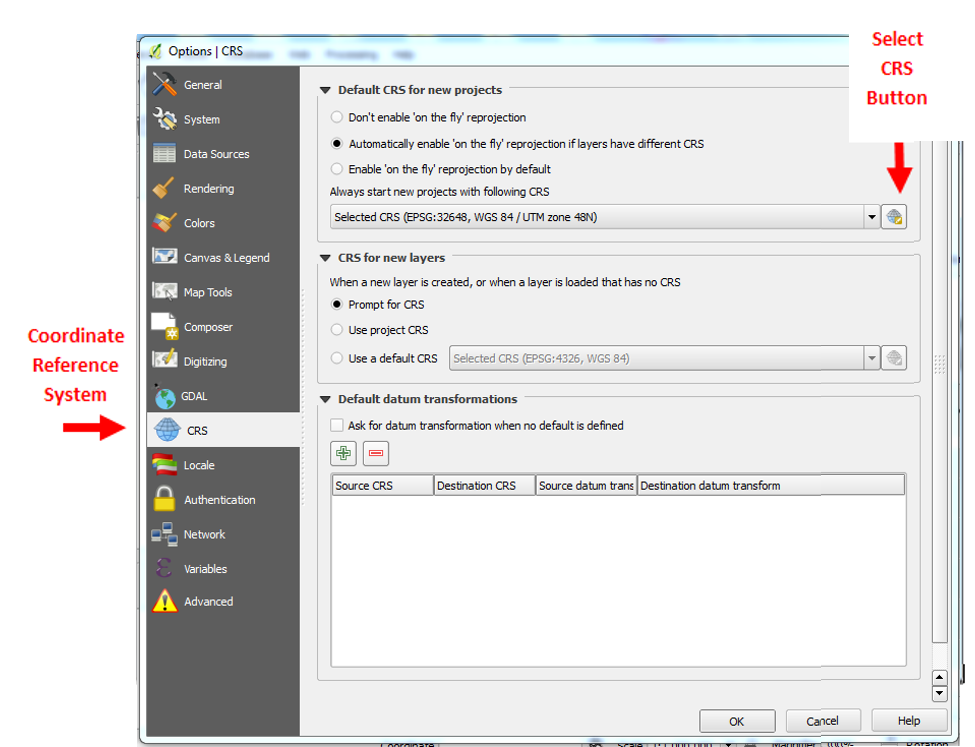 Select
CRS
Button
Options | CRS
Processing Help
General
System
Data Sources
Rendering
Colors
Canvas & Legend
Map Tools
Composer
Digitizing
GDAL
CRS
Locale
Authentication
Network
Variables
Advanced
Coordinate
Reference
System
Default CRS for new projects
Don't enable 'on the fly' reprojection
Automatically enable 'on the fly' reprojection if layers have different CRS
Enable 'on the fly' reprojection by default
Always start new projects with following CRS
Selected CRS (EPSG:32648, WGS 84 / UTM zone 48N)
CRS for new layers
When a new layer is created, or when a layer is loaded that has no CRS
Prompt for CRS
Use project CRS
Use a default CRS Selected CRS (EPSG:4326, WGS 84)
Default datum transformations
Ask for datum transformation when no default is defined
Source CRS Destination CRS Source datum trans Destination datum transform
OK Cancel Help
Coordinate Scale Magnifier Rotation